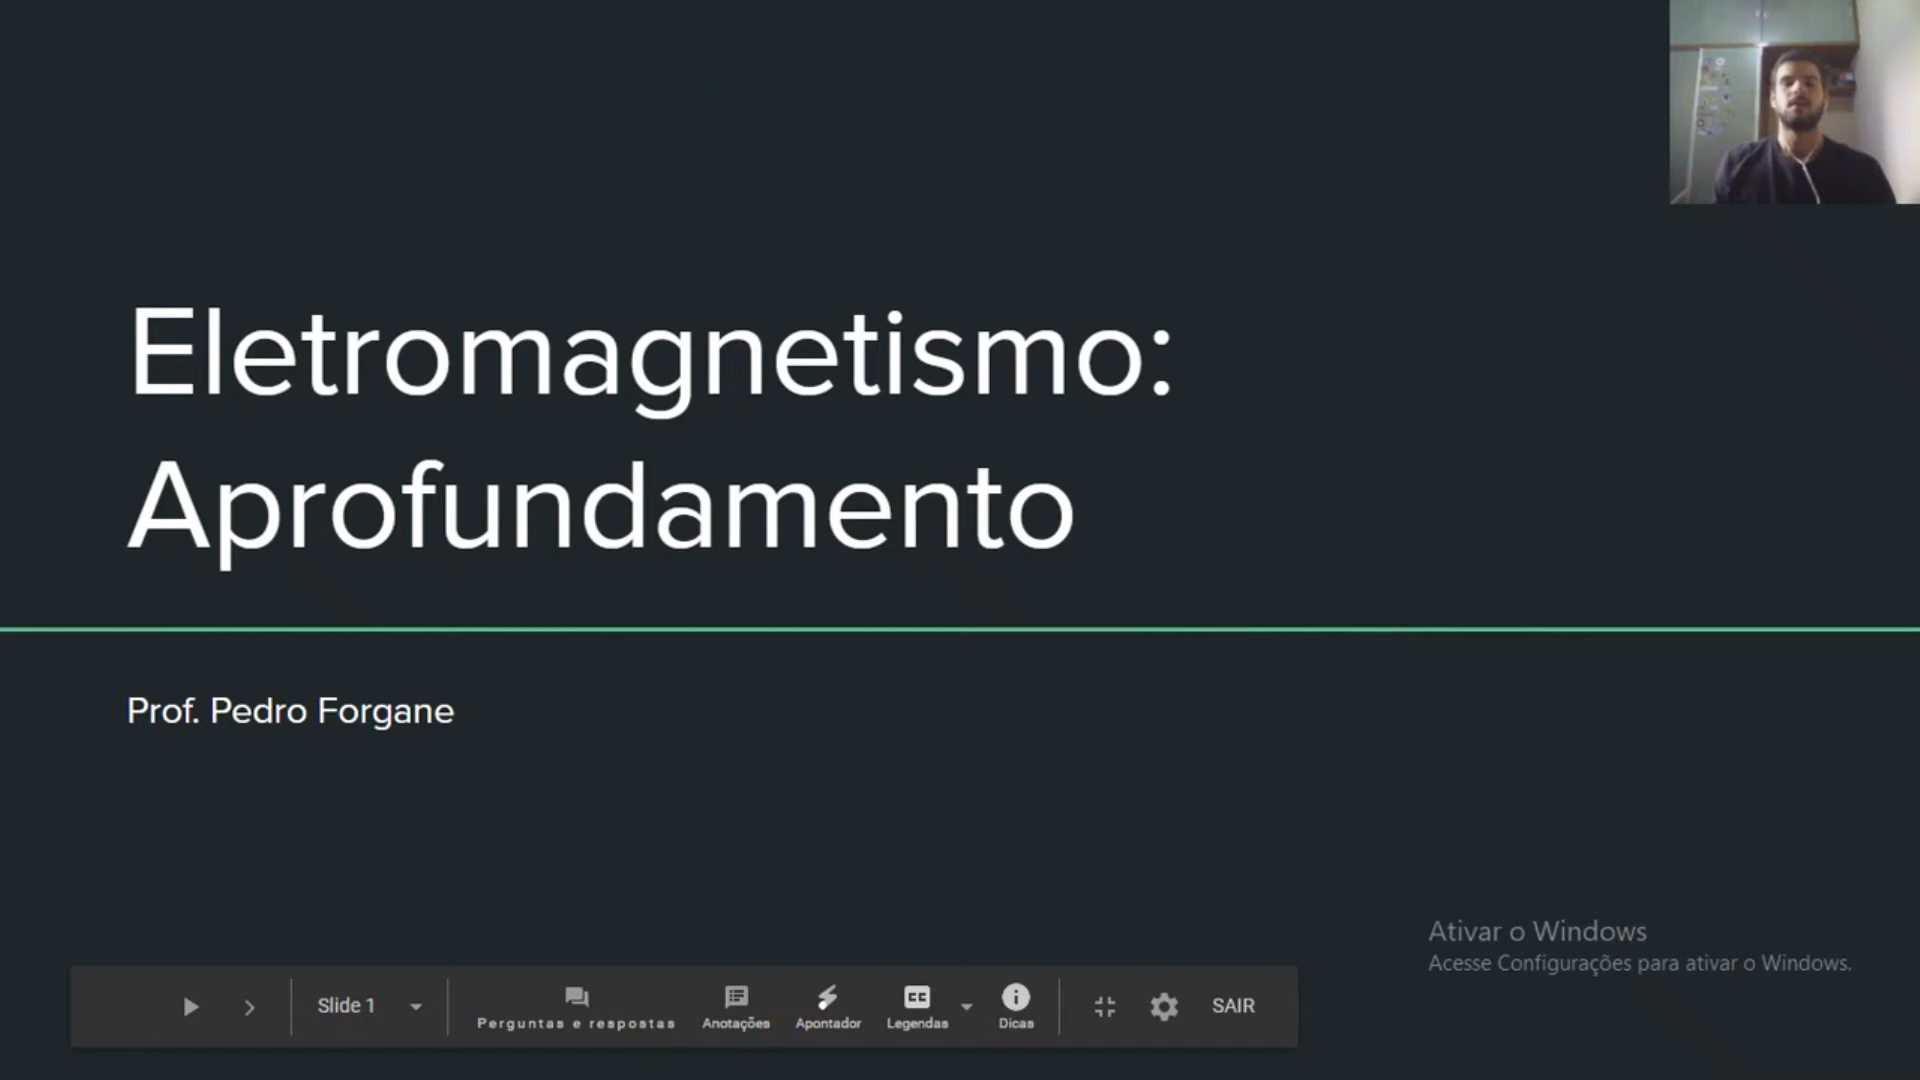 Eletromagnetismo:
Aprofundamento
Prof. Pedro Forgane
Ativar o Windows
Acesse Configurações para ativar o Windows.
Slide 1
Perguntas e respostas
Anotações
Apontador
CC
Legendas
Dicas
SAIR